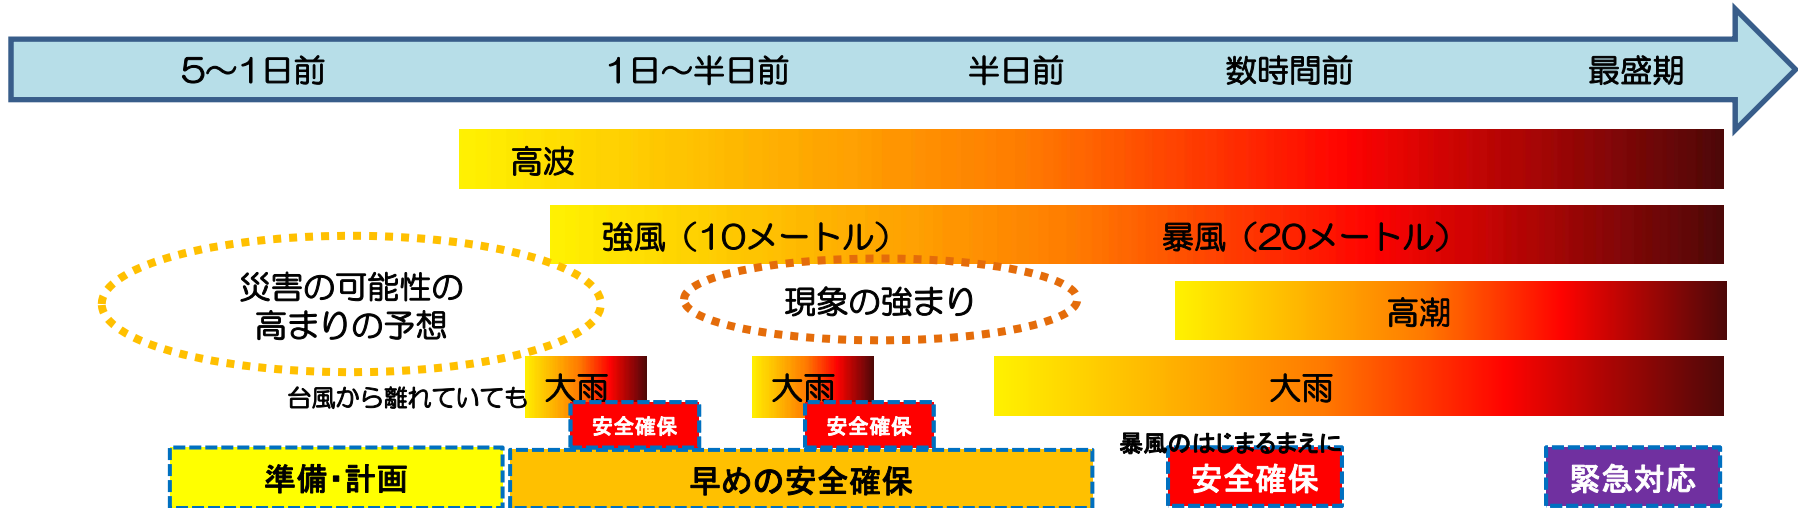 5～1日前
1日～半日前
半日前
数時間前
最盛期
高波
強風（10メートル）
暴風（20メートル）
災害の可能性の
高まりの予想
現象の強まり
高潮
台風から離れていても
大雨
大雨
大雨
安全確保
安全確保
暴風のはじまるまえに
準備・計画
早めの安全確保
安全確保
緊急対応